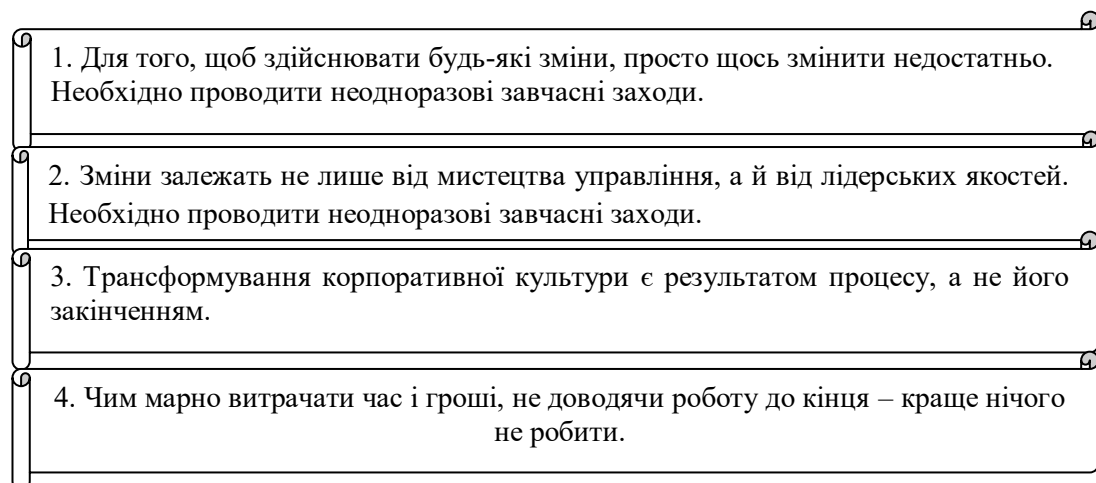 1. Для того, щоб здійснювати будь-які зміни, просто щось змінити недостатньо.
Необхідно проводити неодноразові завчасні заходи.
2. Зміни залежать не лише від мистецтва управління, а й від лідерських якостей.
Необхідно проводити неодноразові завчасні заходи.
3. Трансформування корпоративної культури є результатом процесу, а не його
закінченням.
4. Чим марно витрачати час і гроші, не доводячи роботу до кінця – краще нічого
не робити.